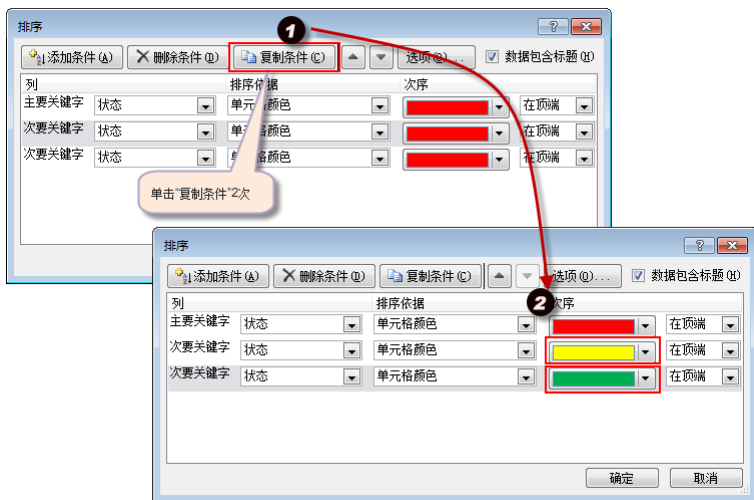 排序
1
添加条件(A) 删除条件(D) 复制条件(C) 选项(O)... 数据包含标题(H)
列 排序依据 次序
主要关键字 状态 单元格颜色 在顶端
次要关键字 状态 单元格颜色 在顶端
次要关键字 状态 单元格颜色 在顶端
单击“复制条件”2次
排序
添加条件(A) 删除条件(D) 复制条件(C) 选项(O)... 数据包含标题(H)
2
列 排序依据 次序
主要关键字 状态 单元格颜色 在顶端
次要关键字 状态 单元格颜色 在顶端
次要关键字 状态 单元格颜色 在顶端
确定 取消